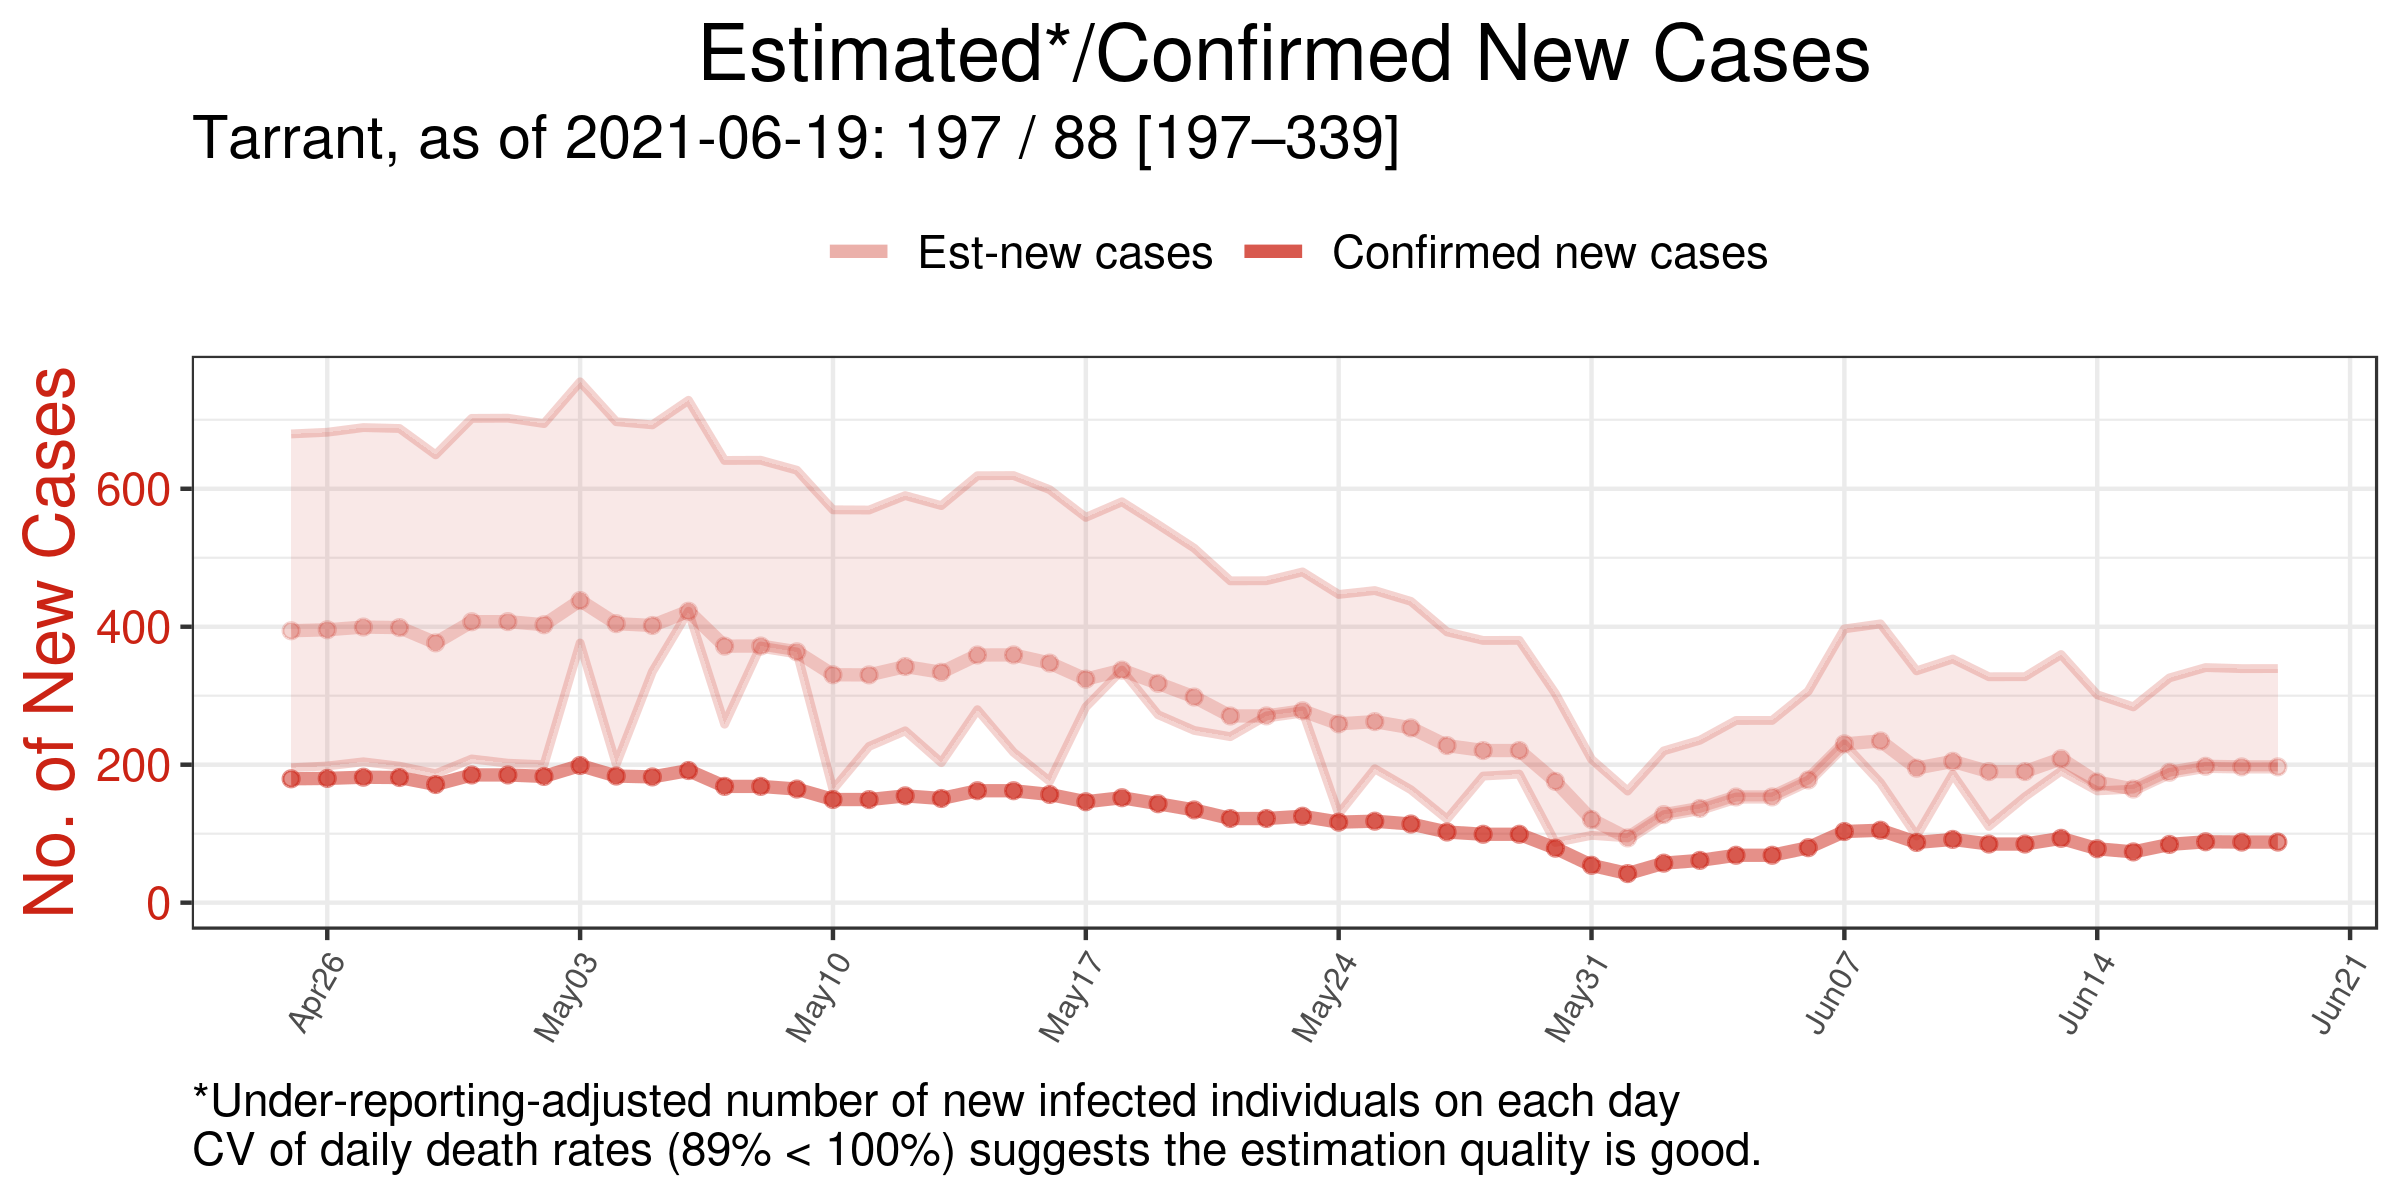 Estimated*/Confirmed New Cases
Tarrant, as of 2021-06-19: 197 / 88 [197–339]
Est-new cases
Confirmed new cases
No. of New Cases
600
400
200
0
Apr26
May03
May10
May17
May24
May31
Jun07
Jun14
Jun21
*Under-reporting-adjusted number of new infected individuals on each day
CV of daily death rates (89% < 100%) suggests the estimation quality is good.